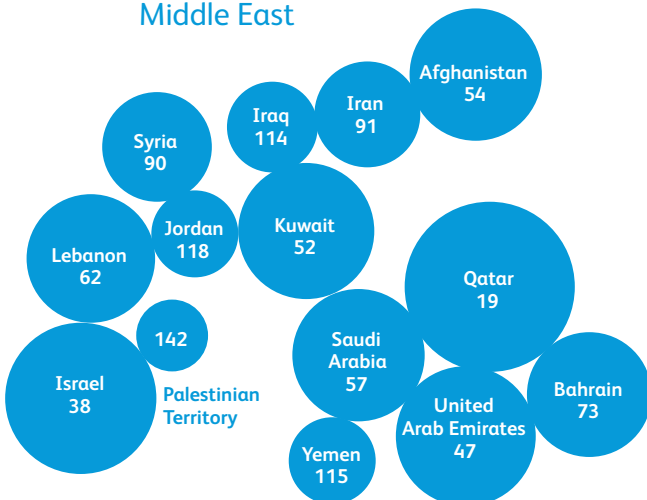 Middle East
Afghanistan
54
Iran
91
Iraq
114
Syria
90
Jordan
118
Kuwait
52
Lebanon
62
Qatar
19
142
Palestinian
Territory
Saudi
Arabia
57
Israel
38
Bahrain
73
United
Arab Emirates
47
Yemen
115